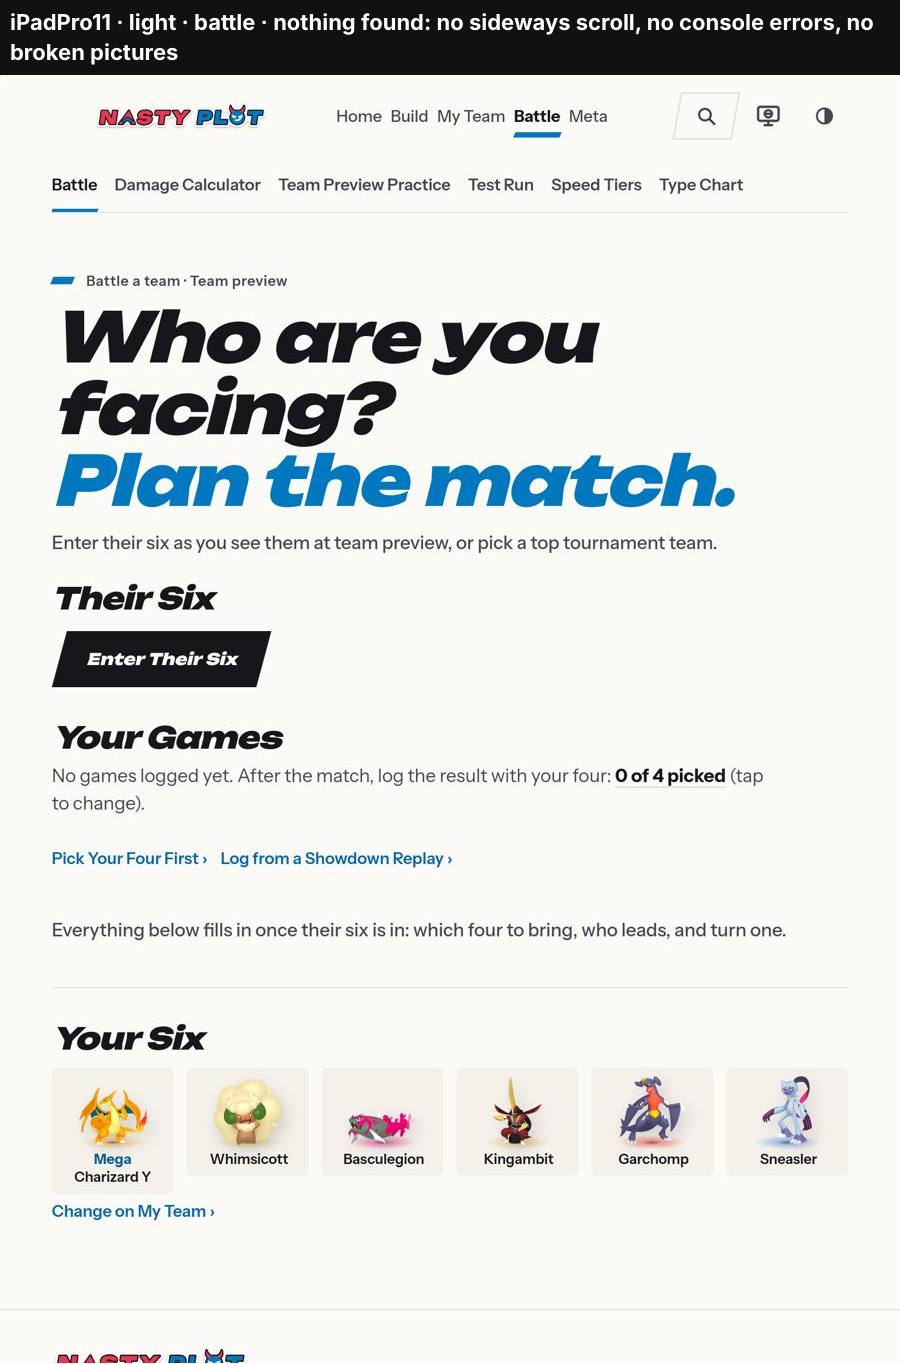 iPadPro11 · light · battle · nothing found: no sideways scroll, no console errors, no
broken pictures
NASTY PLOT
Home Build My Team Battle Meta
Battle Damage Calculator Team Preview Practice Test Run Speed Tiers Type Chart
Battle a team · Team preview
Who are you
facing?
Plan the match.
Enter their six as you see them at team preview, or pick a top tournament team.
Their Six
Enter Their Six
Your Games
No games logged yet. After the match, log the result with your four: 0 of 4 picked (tap
to change).
Pick Your Four First › Log from a Showdown Replay ›
Everything below fills in once their six is in: which four to bring, who leads, and turn one.
Your Six
Mega
Charizard Y
Whimsicott
Basculegion
Kingambit
Garchomp
Sneasler
Change on My Team ›
NASTY PLOT